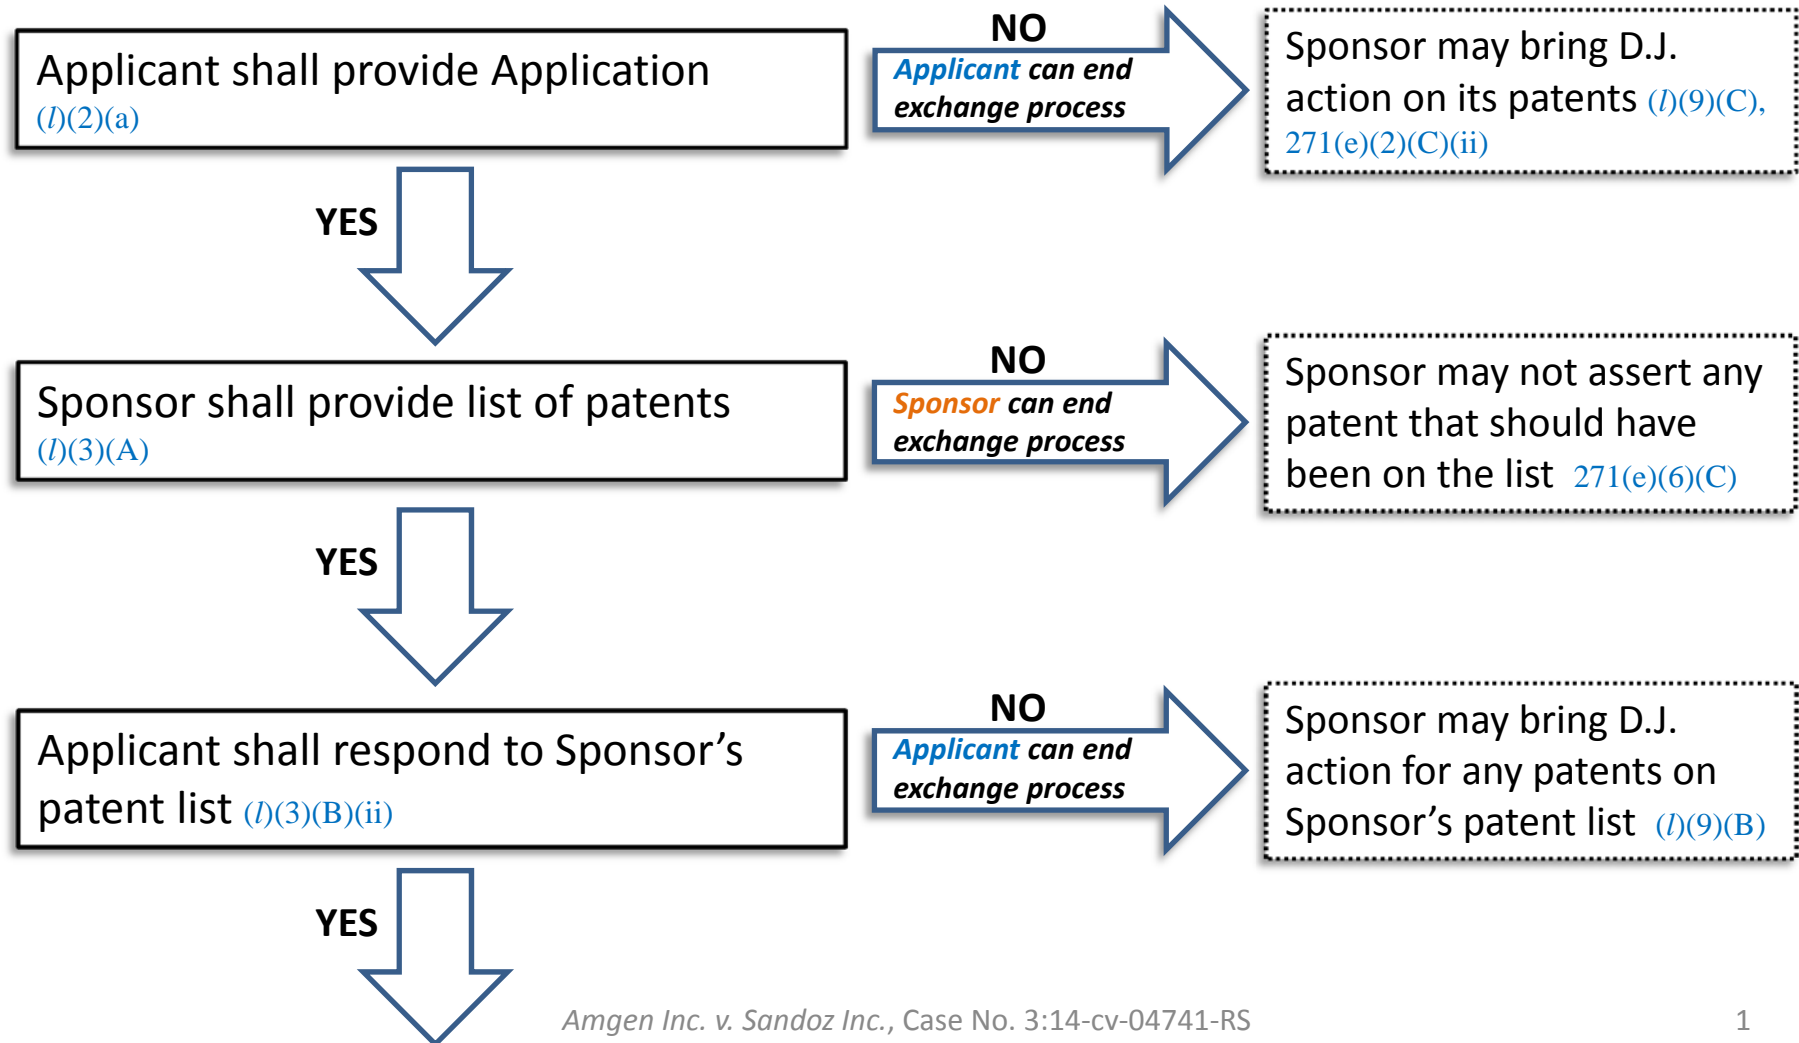 Applicant shall provide Application
(l)(2)(a)
NO
Applicant can end
exchange process
Sponsor may bring D.J.
action on its patents (l)(9)(C),
271(e)(2)(C)(ii)
YES
Sponsor shall provide list of patents
(l)(3)(A)
NO
Sponsor can end
exchange process
Sponsor may not assert any
patent that should have
been on the list 271(e)(6)(C)
YES
Applicant shall respond to Sponsor’s
patent list (l)(3)(B)(ii)
NO
Applicant can end
exchange process
Sponsor may bring D.J.
action for any patents on
Sponsor’s patent list (l)(9)(B)
YES
Amgen Inc. v. Sandoz Inc., Case No. 3:14-cv-04741-RS
1